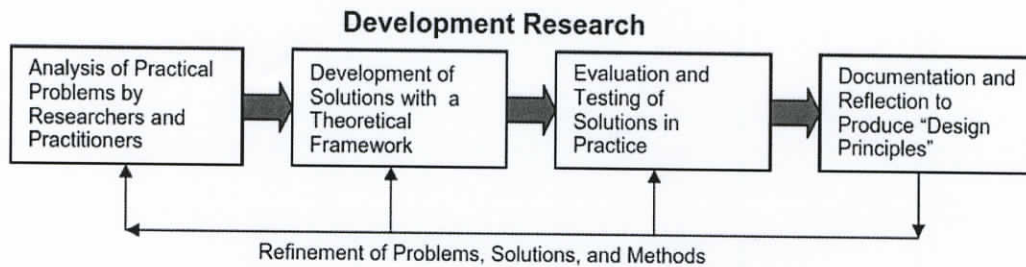 Development Research
Analysis of Practical
Problems by
Researchers and
Practitioners
Development of
Solutions with a
Theoretical
Framework
Evaluation and
Testing of
Solutions in
Practice
Documentation and
Reflection to
Produce “Design
Principles”
Refinement of Problems, Solutions, and Methods